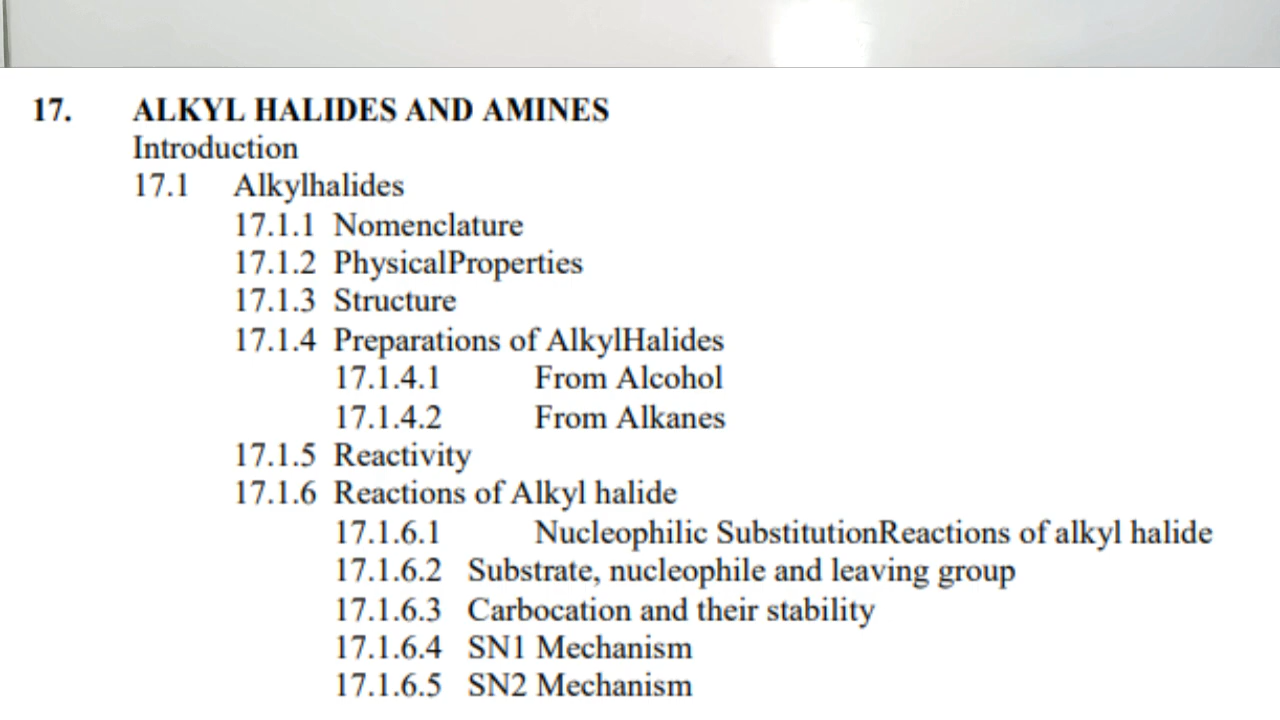 17. ALKYL HALIDES AND AMINES
Introduction
17.1 Alkylhalides
17.1.1 Nomenclature
17.1.2 PhysicalProperties
17.1.3 Structure
17.1.4 Preparations of AlkylHalides
17.1.4.1 From Alcohol
17.1.4.2 From Alkanes
17.1.5 Reactivity
17.1.6 Reactions of Alkyl halide
17.1.6.1 Nucleophilic SubstitutionReactions of alkyl halide
17.1.6.2 Substrate, nucleophile and leaving group
17.1.6.3 Carbocation and their stability
17.1.6.4 SN1 Mechanism
17.1.6.5 SN2 Mechanism